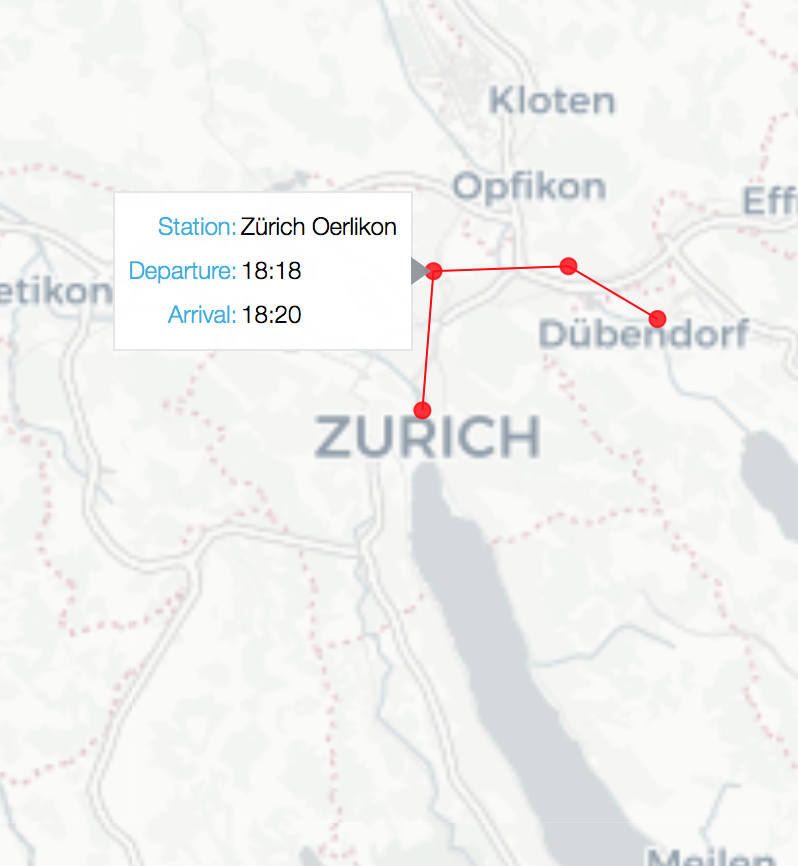 Kloten
Opfikon
Eff
Station: Zürich Oerlikon
Departure: 18:18
etikon
Arrival: 18:20
Dübendorf
ZURICH
Meilen